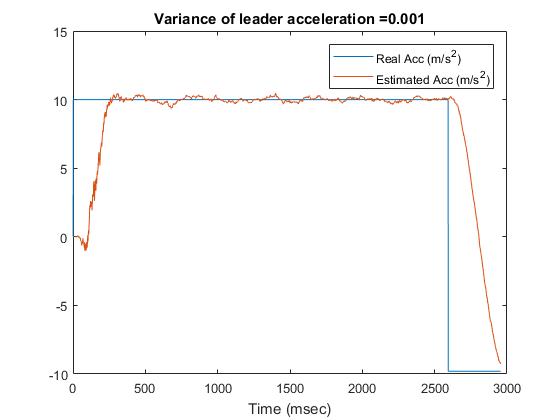 Variance of leader acceleration =0.001
15
Real Acc (m/s²)
Estimated Acc (m/s²)
10
5
0
-5
-10
0 500 1000 1500 2000 2500 3000
Time (msec)